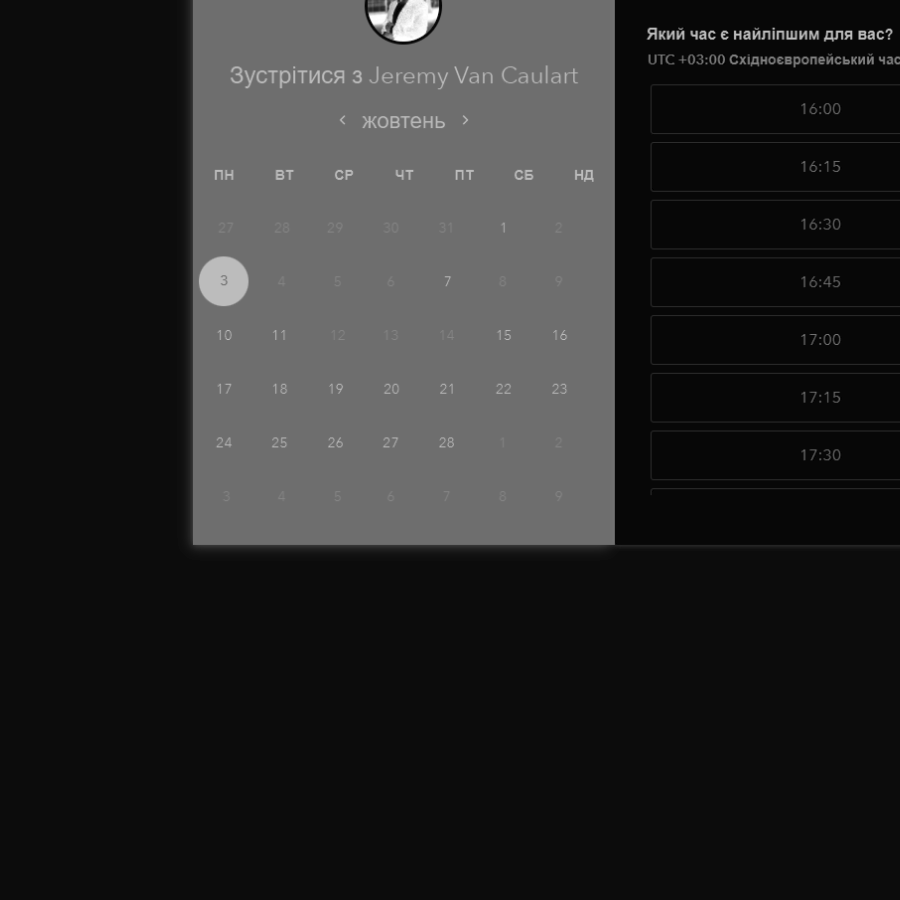 Зустрітися з Jeremy Van Caulart
жовтень
ПН ВТ СР ЧТ ПТ СБ НД
27 28 29 30 31 1 2
3 4 5 6 7 8 9
10 11 12 13 14 15 16
17 18 19 20 21 22 23
24 25 26 27 28 1 2
3 4 5 6 7 8 9
Який час є найліпшим для вас?
UTC +03:00 Східноєвропейський час
16:00
16:15
16:30
16:45
17:00
17:15
17:30